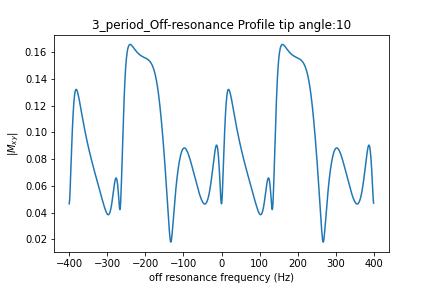 3_period_Off-resonance Profile tip angle:10
|Mxy|
0.16
0.14
0.12
0.10
0.08
0.06
0.04
0.02
−400 −300 −200 −100 0 100 200 300 400
off resonance frequency (Hz)